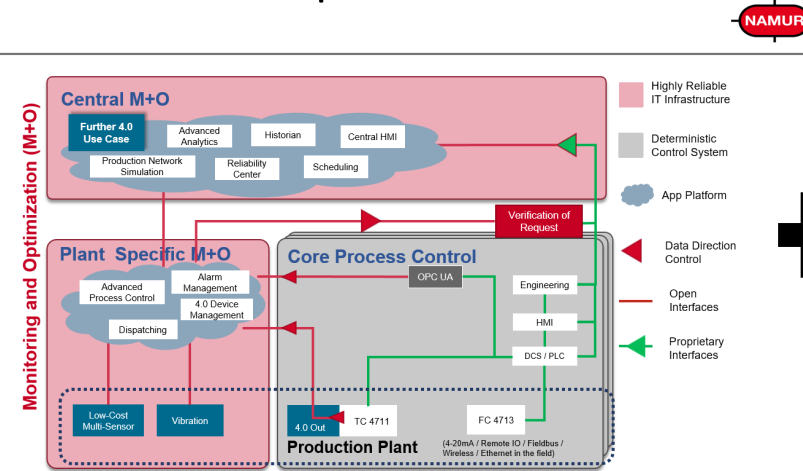 NAMUR
Monitoring and Optimization (M+O)
Central M+O
Further 4.0
Use Case
Advanced
Analytics
Historian
Central HMI
Production Network
Simulation
Reliability
Center
Scheduling
Highly Reliable
IT Infrastructure
Deterministic
Control System
App Platform
Data Direction
Control
Open
Interfaces
Proprietary
Interfaces
Verification of
Request
Plant Specific M+O
Advanced
Process Control
Alarm
Management
4.0 Device
Management
Dispatching
Low-Cost
Multi-Sensor
Vibration
Core Process Control
OPC UA
Engineering
HMI
DCS / PLC
4.0 Out
TC 4711
FC 4713
Production Plant
(4-20mA / Remote IO / Fieldbus /
Wireless / Ethernet in the field)